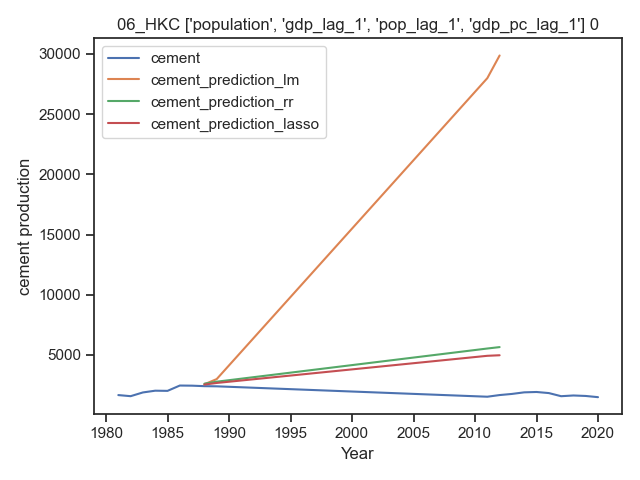 06_HKC ['population', 'gdp_lag_1', 'pop_lag_1', 'gdp_pc_lag_1'] 0
30000
25000
20000
15000
10000
5000
cement production
cement
cement_prediction_lm
cement_prediction_rr
cement_prediction_lasso
1980 1985 1990 1995 2000 2005 2010 2015 2020
Year